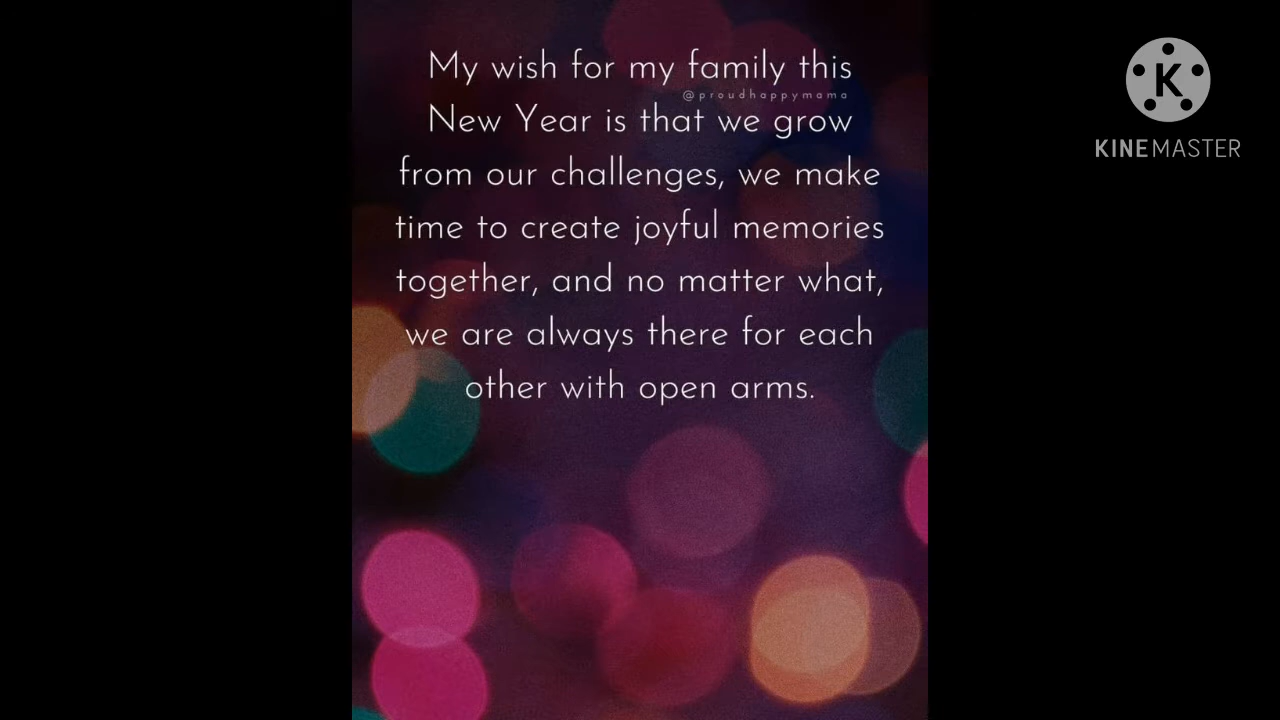 My wish for my family this
@proudhappymama
New Year is that we grow
from our challenges, we make
time to create joyful memories
together, and no matter what,
we are always there for each
other with open arms.
K
KINEMASTER